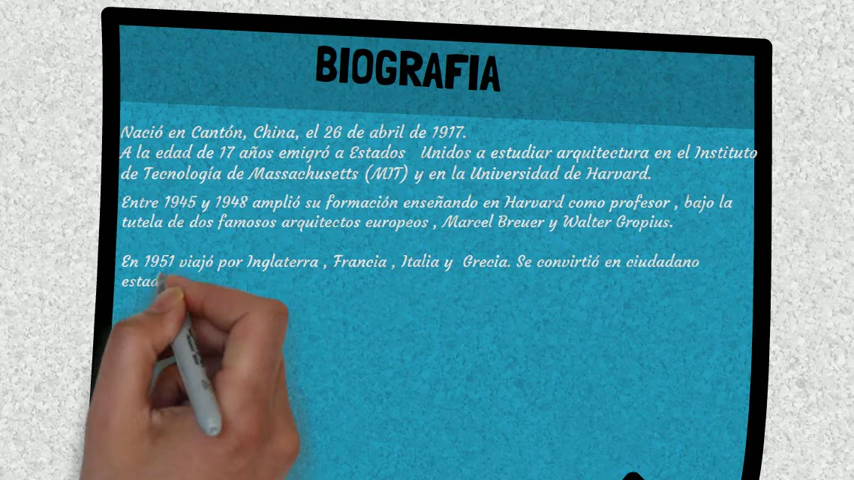 BIOGRAFIA
Nació en Cantón, China, el 26 de abril de 1917.
A la edad de 17 años emigró a Estados Unidos a estudiar arquitectura en el Instituto
de Tecnología de Massachusetts (MIT) y en la Universidad de Harvard.
Entre 1945 y 1948 amplió su formación enseñando en Harvard como profesor , bajo la
tutela de dos famosos arquitectos europeos , Marcel Breuer y Walter Gropius.
En 1951 viajó por Inglaterra , Francia , Italia y Grecia. Se convirtió en ciudadano
estad